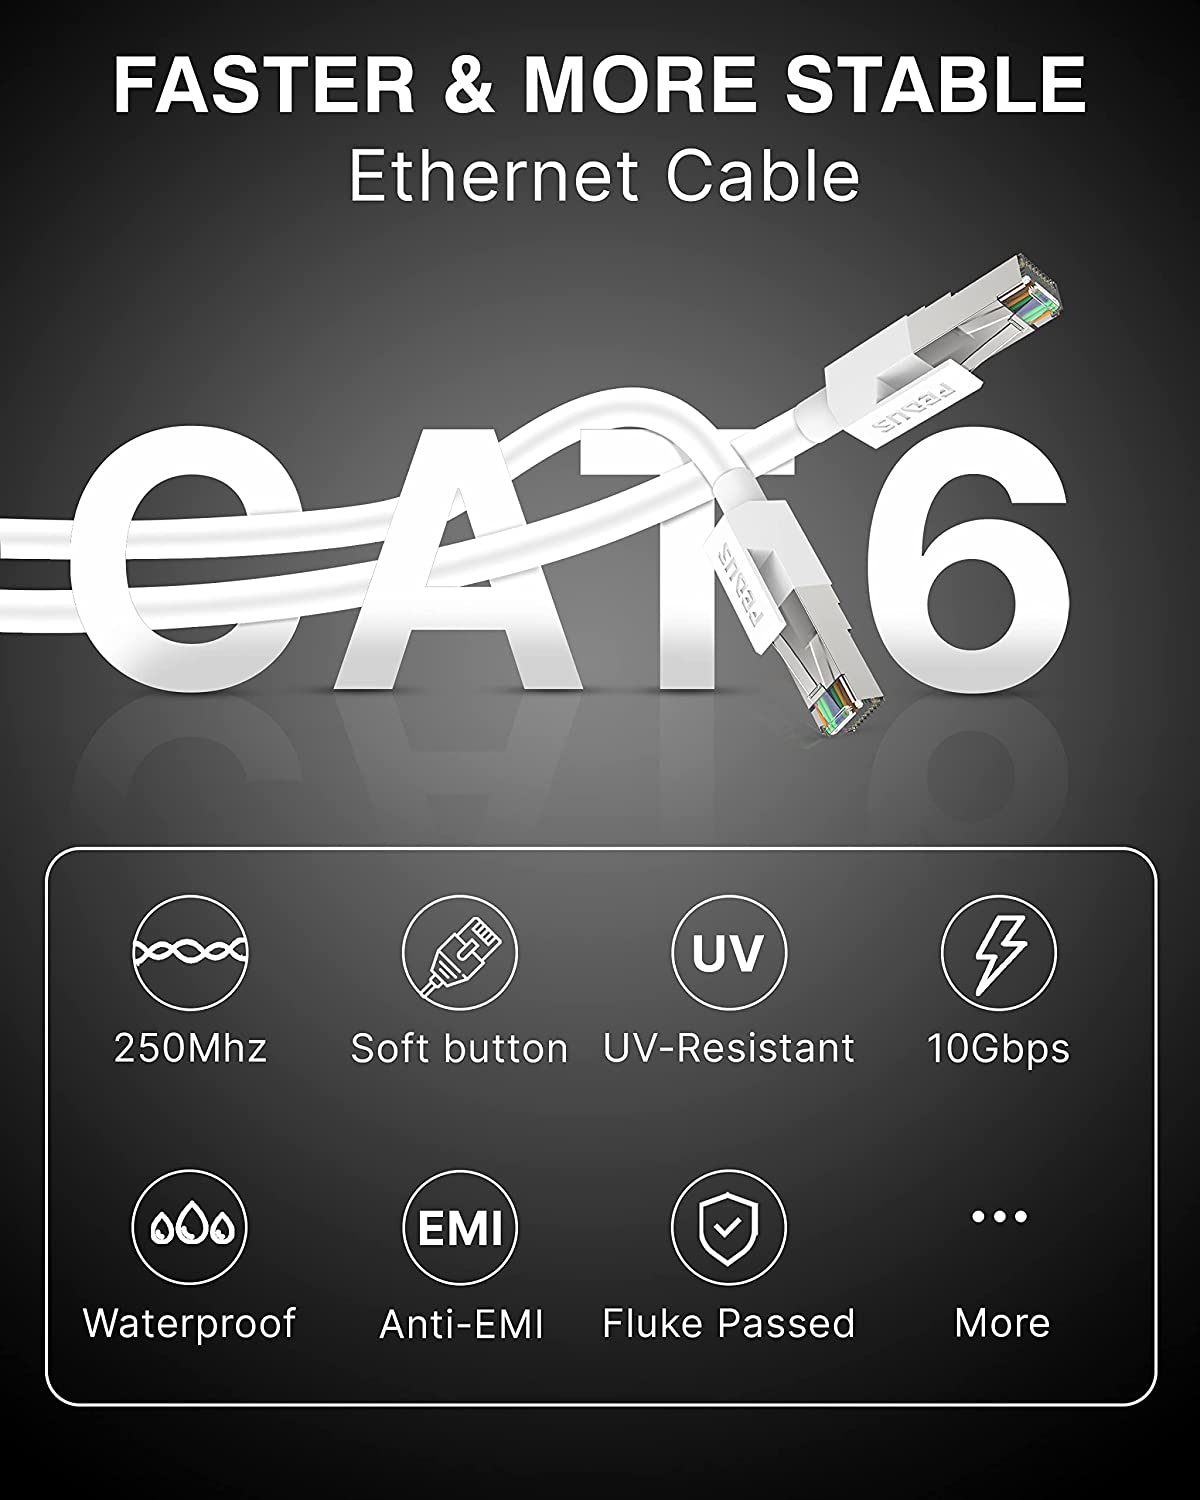 FASTER & MORE STABLE
Ethernet Cable
FEDUS
CAT6
FEDUS
UV
250Mhz
Soft button
UV-Resistant
10Gbps
EMI
Waterproof
Anti-EMI
Fluke Passed
More